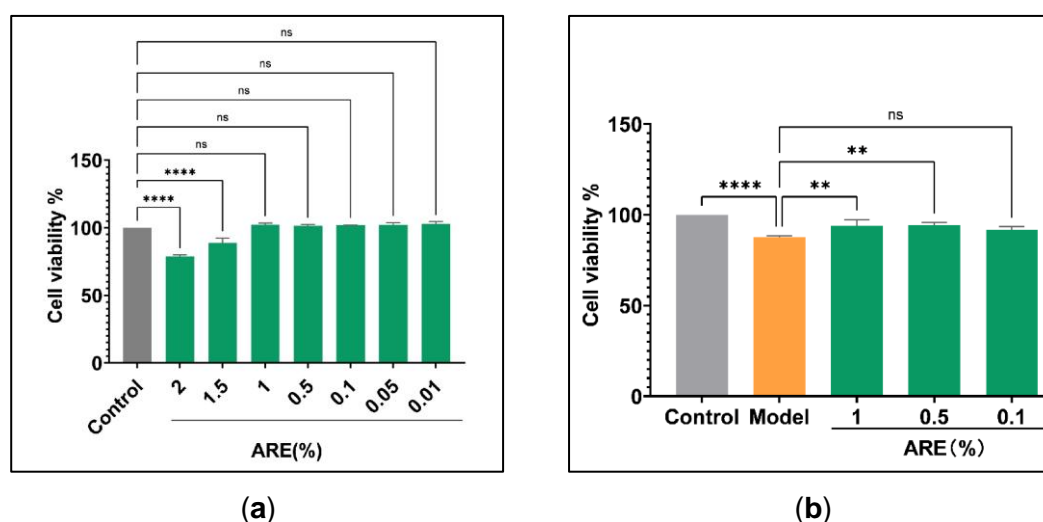 ns
ns
ns
ns
ns
****
****
150
100
50
0
Cell viability %
Control
2
1.5
1
0.5
0.1
0.05
0.01
ARE(%)
(a)
ns
**
****
**
150
100
50
0
Cell viability %
Control Model 1 0.5 0.1
ARE(%)
(b)